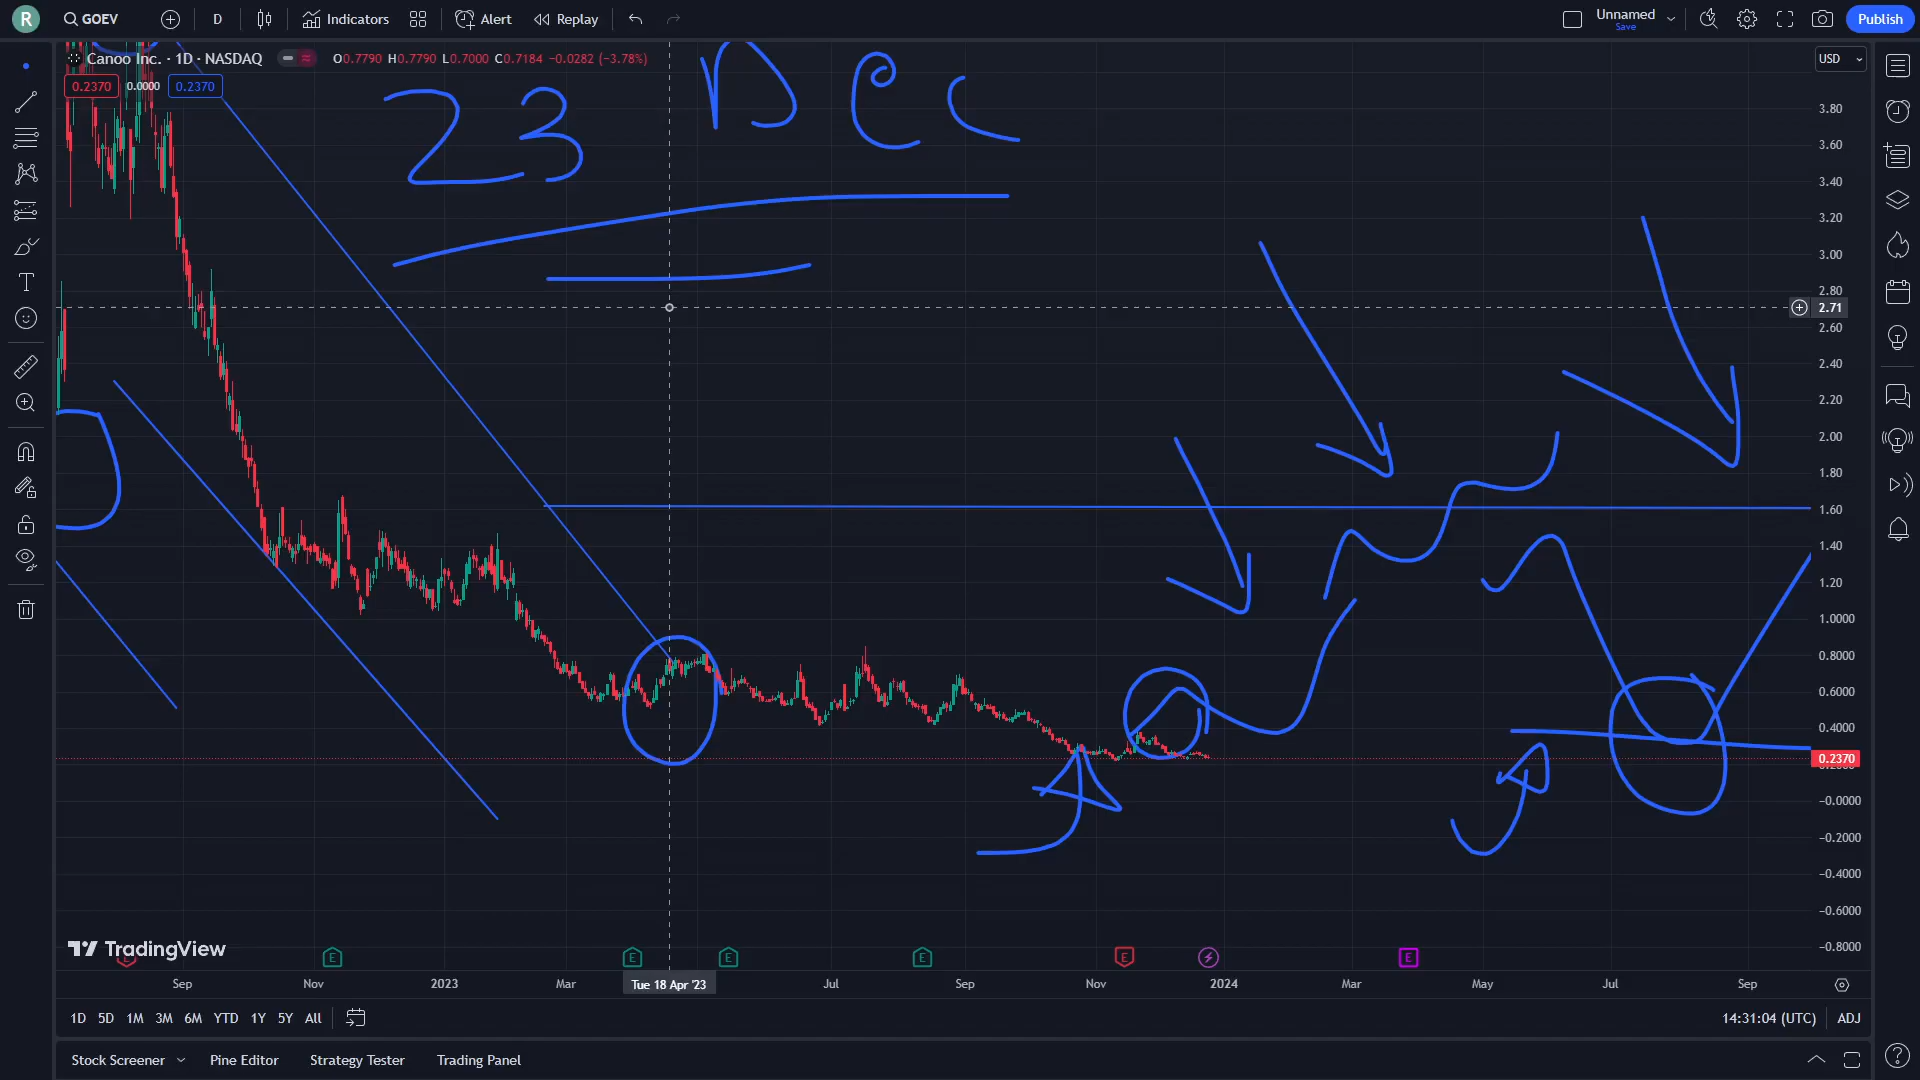 R GOEV D Indicators Alert Replay Unnamed Save Publish
Canoo Inc. · 1D · NASDAQ O0.7790 H0.7790 L0.7000 C0.7184 −0.0282 (−3.78%) USD
0.2370 0.0000 0.2370
23 DEC
3.80
3.60
3.40
3.20
3.00
2.80
2.71
2.60
2.40
2.20
2.00
1.80
1.60
1.40
1.20
1.0000
0.8000
0.6000
0.4000
0.2370
−0.0000
−0.2000
−0.4000
−0.6000
−0.8000
TradingView
E E E E E E E
Sep Nov 2023 Mar Tue 18 Apr '23 Jul Sep Nov 2024 Mar May Jul Sep
1D 5D 1M 3M 6M YTD 1Y 5Y All 14:31:04 (UTC) ADJ
Stock Screener Pine Editor Strategy Tester Trading Panel